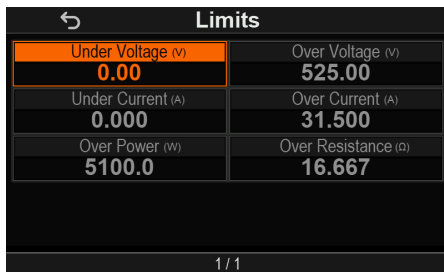 Limits
Under Voltage (V) Over Voltage (V)
0.00 525.00
Under Current (A) Over Current (A)
0.000 31.500
Over Power (W) Over Resistance (Ω)
5100.0 16.667
1 / 1